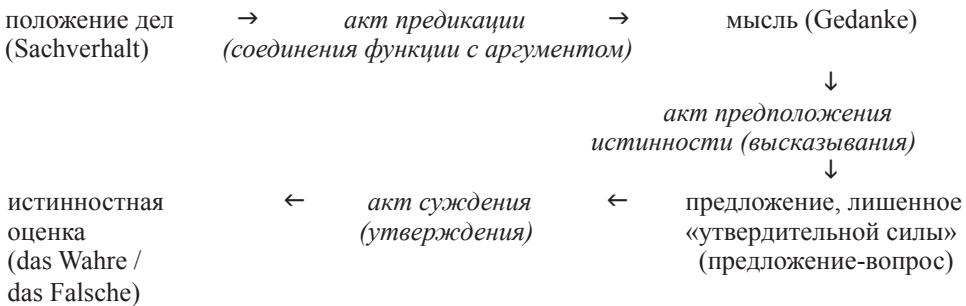 положение дел → акт предикации → мысль (Gedanke)
(Sachverhalt) (соединения функции с аргументом)
↓
акт предположения
истинности (высказывания)
↓
истинностная ← акт суждения ← предложение, лишенное
оценка (утверждения) «утвердительной силы»
(das Wahre / (предложение-вопрос)
das Falsche)